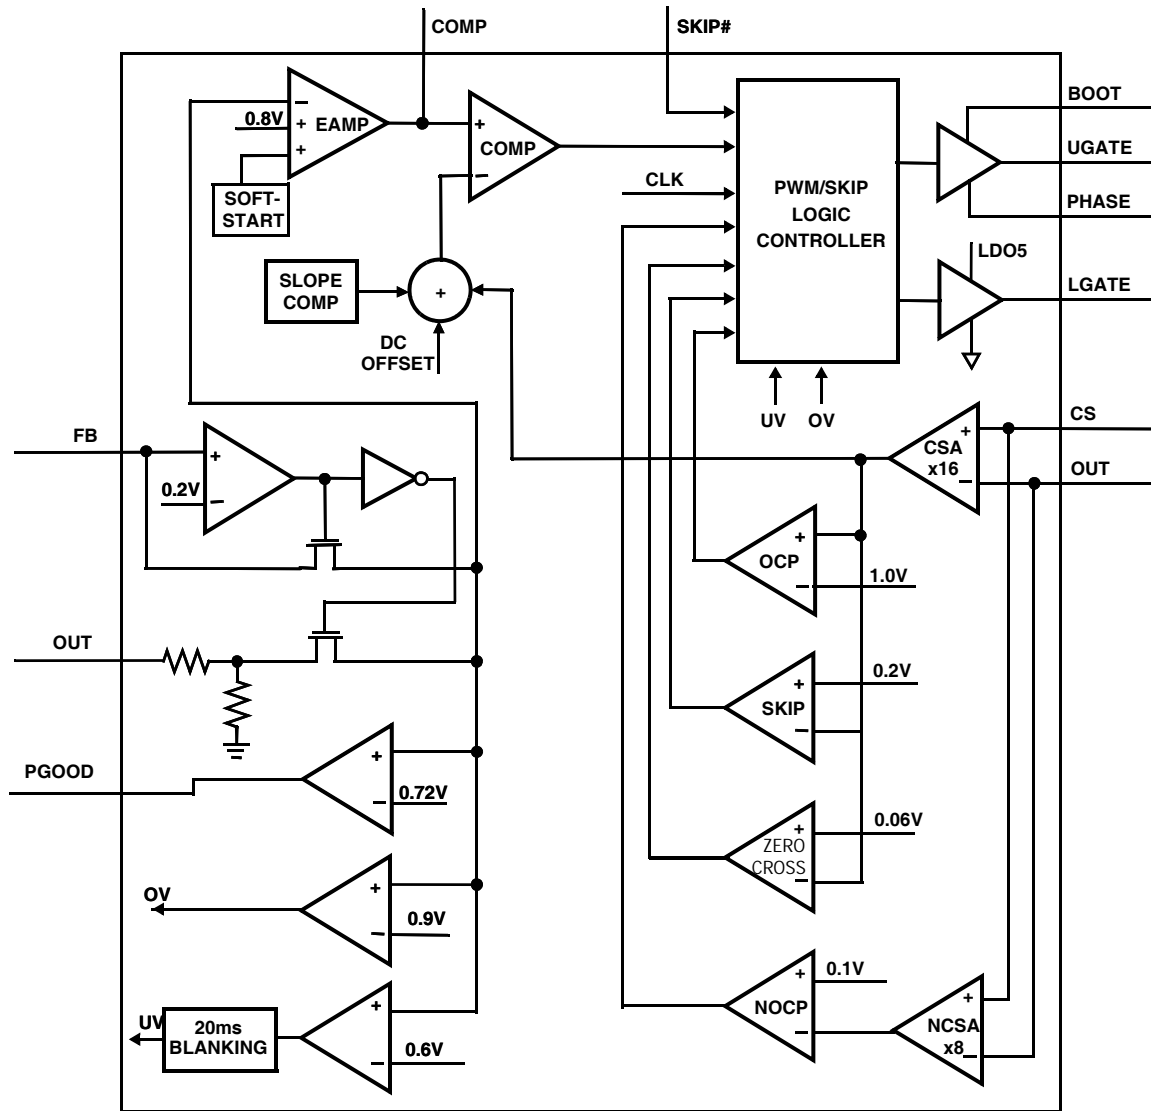 COMP
SKIP#
BOOT
0.8V
−
+
+
EAMP
+
−
COMP
UGATE
CLK
PWM/SKIP
LOGIC
CONTROLLER
SOFT-
START
PHASE
LDO5
SLOPE
COMP
+
LGATE
DC
OFFSET
UV
OV
FB
+
−
0.2V
CS
+
−
CSA
x16
OUT
+
−
OCP
1.0V
OUT
+
−
SKIP
0.2V
PGOOD
+
−
0.72V
+
−
ZERO
CROSS
0.06V
OV
+
−
0.9V
+
−
NOCP
0.1V
+
−
NCSA
x8
UV
20ms
BLANKING
+
−
0.6V